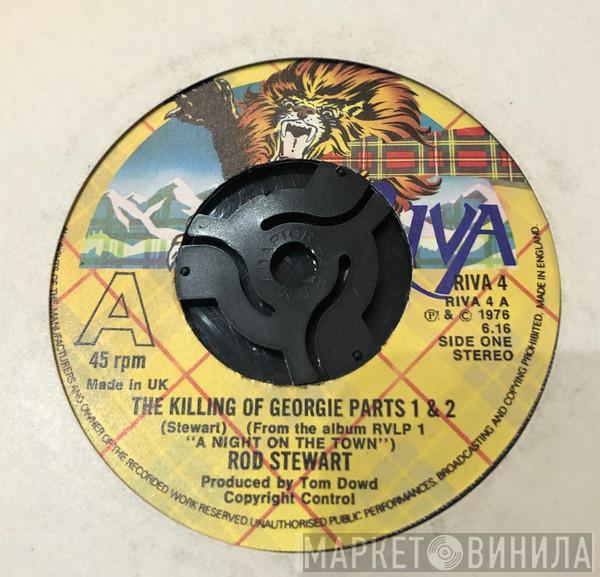 RIVA
RIVA 4
RIVA 4 A
Ⓟ & © 1976
6.16
SIDE ONE
STEREO
A
45 rpm
Made in UK
THE KILLING OF GEORGIE PARTS 1 & 2
(Stewart) (From the album RVLP 1
"A NIGHT ON THE TOWN")
ROD STEWART
Produced by Tom Dowd
Copyright Control
OF THE MANUFACTURERS AND OWNER OF THE RECORDED WORK RESERVED. UNAUTHORISED PUBLIC PERFORMANCES, BROADCASTING AND COPYING PROHIBITED. MADE IN ENGLAND.
МАРКЕТ ВИНИЛА